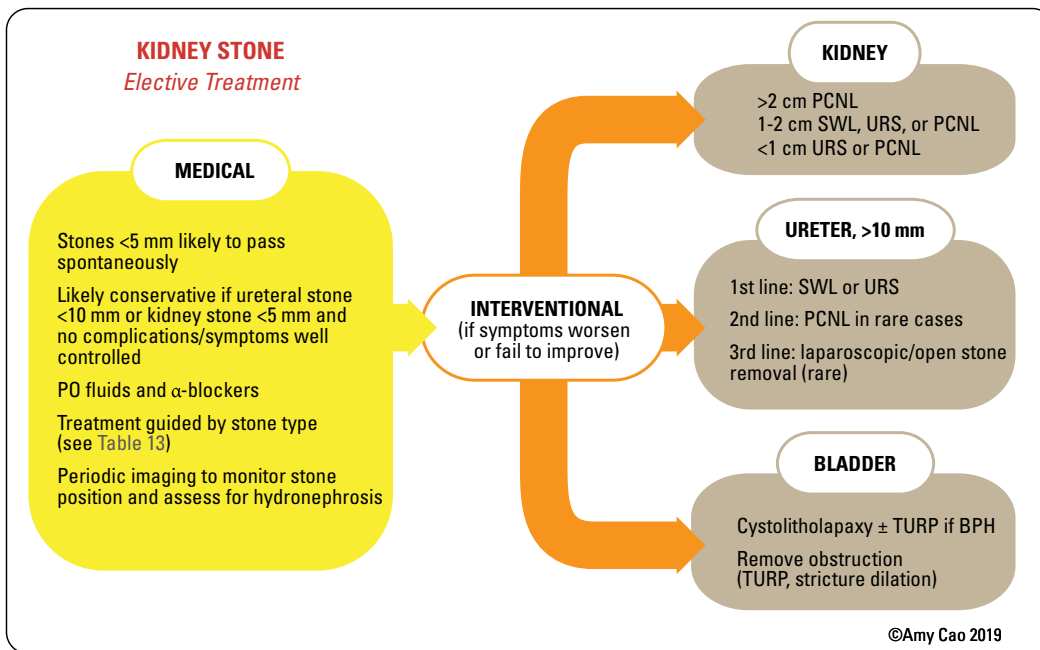 KIDNEY STONE
Elective Treatment
MEDICAL
Stones <5 mm likely to pass
spontaneously
Likely conservative if ureteral stone
<10 mm or kidney stone <5 mm and
no complications/symptoms well
controlled
PO fluids and α-blockers
Treatment guided by stone type
(see Table 13)
Periodic imaging to monitor stone
position and assess for hydronephrosis
INTERVENTIONAL
(if symptoms worsen
or fail to improve)
KIDNEY
>2 cm PCNL
1-2 cm SWL, URS, or PCNL
<1 cm URS or PCNL
URETER, >10 mm
1st line: SWL or URS
2nd line: PCNL in rare cases
3rd line: laparoscopic/open stone
removal (rare)
BLADDER
Cystolitholapaxy ± TURP if BPH
Remove obstruction
(TURP, stricture dilation)
©Amy Cao 2019